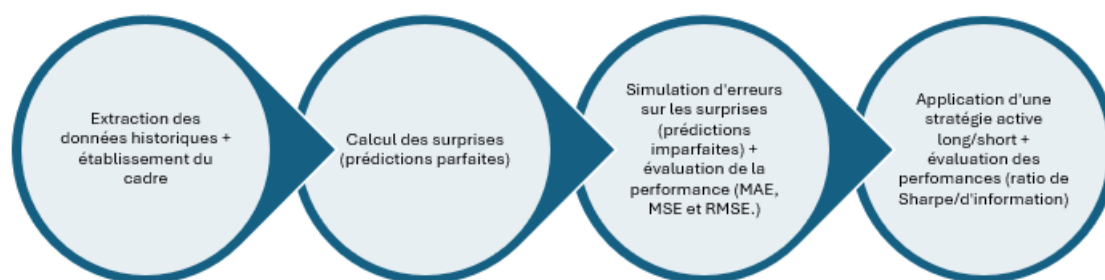 Extraction des
données historiques +
établissement du
cadre
Calcul des surprises
(prédictions parfaites)
Simulation d'erreurs
sur les surprises
(prédictions
imparfaites) +
évaluation de la
performance (MAE,
MSE et RMSE.)
Application d'une
stratégie active
long/short +
évaluation des
perfomances (ratio de
Sharpe/d'information)